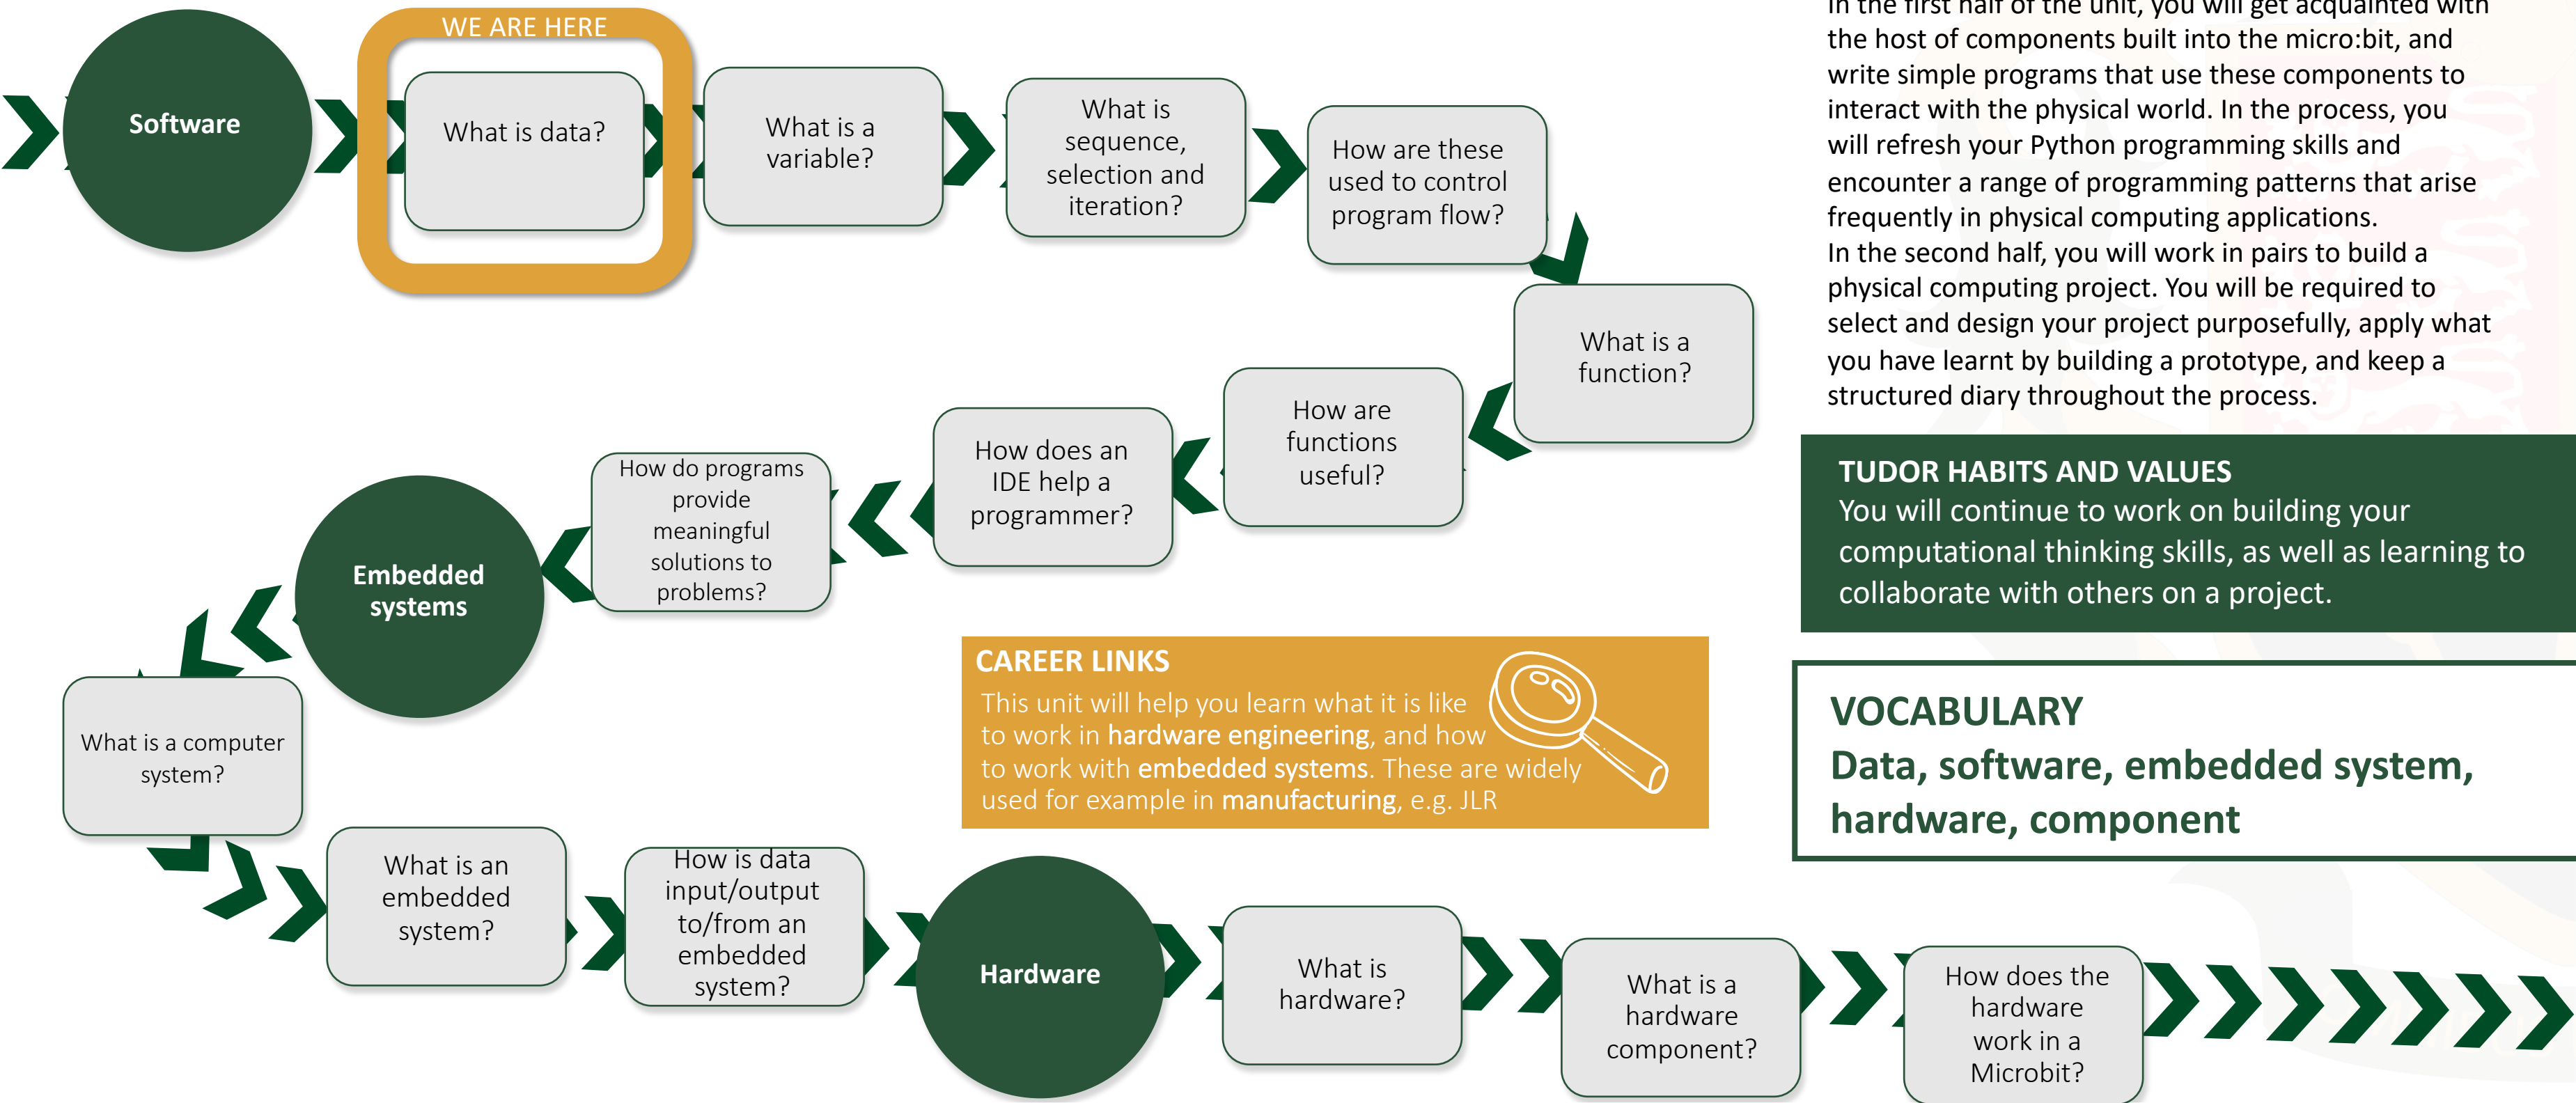 WE ARE HERE
Software
What is data?
What is a
variable?
What is
sequence,
selection and
iteration?
How are these
used to control
program flow?
What is a
function?
How are
functions
useful?
How does an
IDE help a
programmer?
How do programs
provide
meaningful
solutions to
problems?
Embedded
systems
What is a computer
system?
What is an
embedded
system?
How is data
input/output
to/from an
embedded
system?
Hardware
What is
hardware?
What is a
hardware
component?
How does the
hardware
work in a
Microbit?
CAREER LINKS
This unit will help you learn what it is like
to work in hardware engineering, and how
to work with embedded systems. These are widely
used for example in manufacturing, e.g. JLR
In the first half of the unit, you will get acquainted with
the host of components built into the micro:bit, and
write simple programs that use these components to
interact with the physical world. In the process, you
will refresh your Python programming skills and
encounter a range of programming patterns that arise
frequently in physical computing applications.
In the second half, you will work in pairs to build a
physical computing project. You will be required to
select and design your project purposefully, apply what
you have learnt by building a prototype, and keep a
structured diary throughout the process.
TUDOR HABITS AND VALUES
You will continue to work on building your
computational thinking skills, as well as learning to
collaborate with others on a project.
VOCABULARY
Data, software, embedded system,
hardware, component